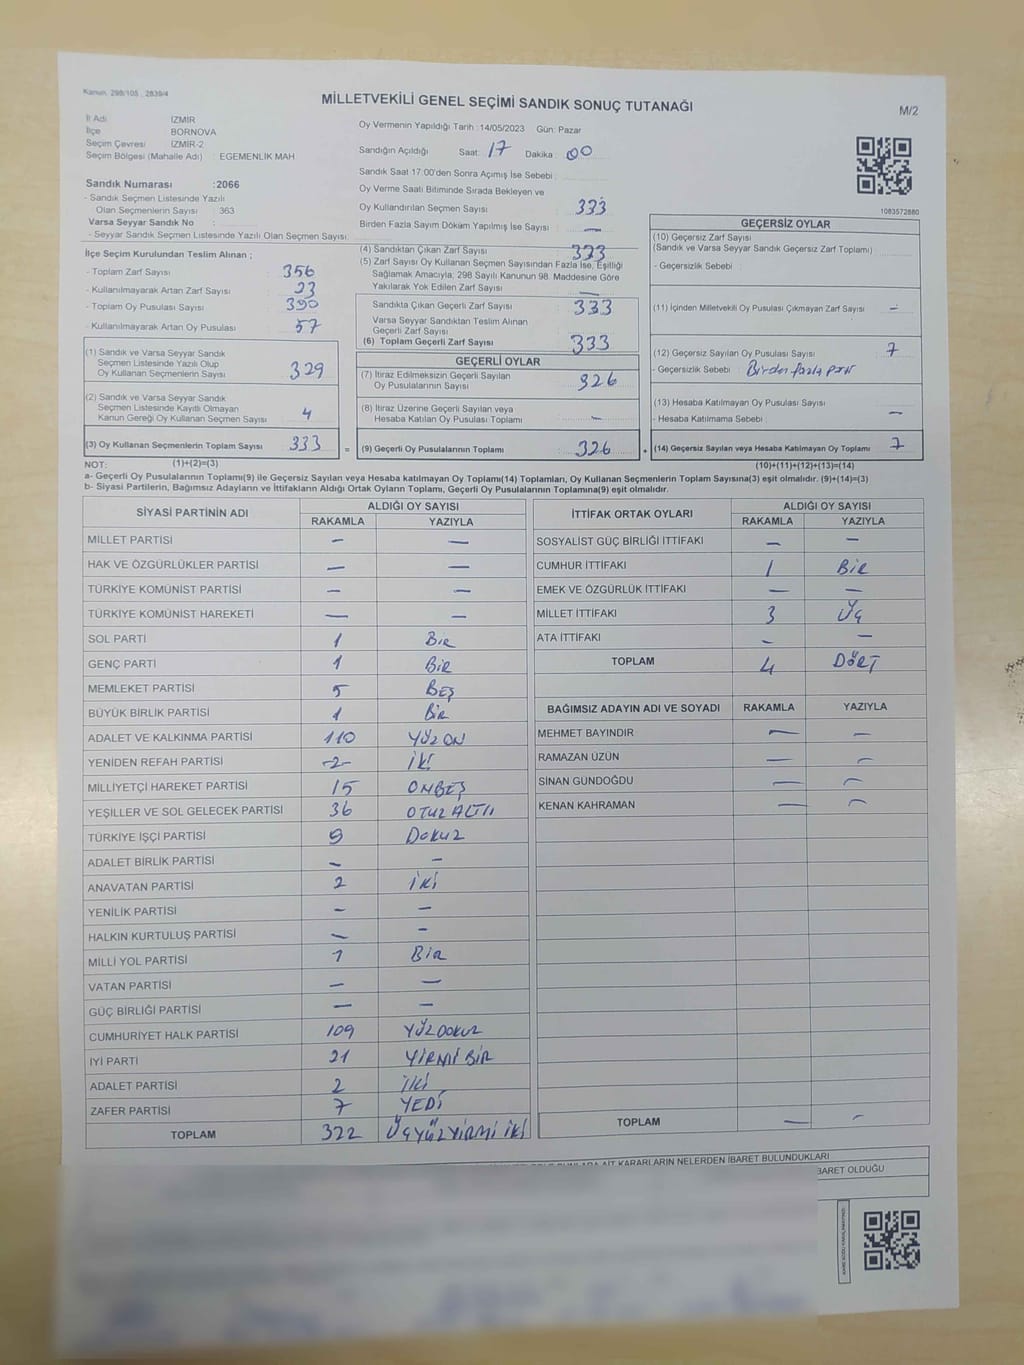 Kanun. 298/105 , 2839/4
MİLLETVEKİLİ GENEL SEÇİMİ SANDIK SONUÇ TUTANAĞI
M/2
İl Adı İZMİR
İlçe BORNOVA
Seçim Çevresi İZMİR-2
Seçim Bölgesi (Mahalle Adı) : EGEMENLİK MAH
Oy Vermenin Yapıldığı Tarih :14/05/2023 Gün: Pazar
Sandığın Açıldığı Saat: 17 Dakika : 00
Sandık Saat 17:00'den Sonra Açımış İse Sebebi :
Oy Verme Saati Bitiminde Sırada Bekleyen ve
Oy Kullandırılan Seçmen Sayısı : 333
Birden Fazla Sayım Döküm Yapılmış İse Sayısı : —
1083572880
Sandık Numarası :2066
- Sandık Seçmen Listesinde Yazılı
Olan Seçmenlerin Sayısı : 363
Varsa Seyyar Sandık No :
- Seyyar Sandık Seçmen Listesinde Yazılı Olan Seçmen Sayısı:
İlçe Seçim Kurulundan Teslim Alınan ;
- Toplam Zarf Sayısı : 356
- Kullanılmayarak Artan Zarf Sayısı : 23
- Toplam Oy Pusulası Sayısı : 390
- Kullanılmayarak Artan Oy Pusulası : 57
(4) Sandıktan Çıkan Zarf Sayısı : 333
(5) Zarf Sayısı Oy Kullanan Seçmen Sayısından Fazla İse, Eşitliği
Sağlamak Amacıyla, 298 Sayılı Kanunun 98. Maddesine Göre
Yakılarak Yok Edilen Zarf Sayısı : —
Sandıkta Çıkan Geçerli Zarf Sayısı : 333
Varsa Seyyar Sandıktan Teslim Alınan
Geçerli Zarf Sayısı :
(6) Toplam Geçerli Zarf Sayısı : 333
GEÇERSİZ OYLAR
(10) Geçersiz Zarf Sayısı
(Sandık ve Varsa Seyyar Sandık Geçersiz Zarf Toplamı) :
- Geçersizlik Sebebi :
(11) İçinden Milletvekili Oy Pusulası Çıkmayan Zarf Sayısı : —
(12) Geçersiz Sayılan Oy Pusulası Sayısı : 7
- Geçersizlik Sebebi : Birden fazla
(13) Hesaba Katılmayan Oy Pusulası Sayısı : —
- Hesaba Katılmama Sebebi :
(14) Geçersiz Sayılan veya Hesaba Katılmayan Oy Toplamı : 7
(10)+(11)+(12)+(13)=(14)
(1) Sandık ve Varsa Seyyar Sandık
Seçmen Listesinde Yazılı Olup
Oy Kullanan Seçmenlerin Sayısı : 329
(2) Sandık ve Varsa Seyyar Sandık
Seçmen Listesinde Kayıtlı Olmayan
Kanun Gereği Oy Kullanan Seçmen Sayısı : 4
(3) Oy Kullanan Seçmenlerin Toplam Sayısı : 333 =
GEÇERLİ OYLAR
(7) İtiraz Edilmeksizin Geçerli Sayılan
Oy Pusulalarının Sayısı : 326
(8) İtiraz Üzerine Geçerli Sayılan veya
Hesaba Katılan Oy Pusulası Toplamı : —
(9) Geçerli Oy Pusulalarının Toplamı : 326 +
NOT: (1)+(2)=(3)
a- Geçerli Oy Pusulalarının Toplamı(9) ile Geçersiz Sayılan veya Hesaba katılmayan Oy Toplamı(14) Toplamları, Oy Kullanan Seçmenlerin Toplam Sayısına(3) eşit olmalıdır. (9)+(14)=(3)
b- Siyasi Partilerin, Bağımsız Adayların ve İttifakların Aldığı Ortak Oyların Toplamı, Geçerli Oy Pusulalarının Toplamına(9) eşit olmalıdır.
SİYASİ PARTİNİN ADI ALDIĞI OY SAYISI
RAKAMLA YAZIYLA
MİLLET PARTİSİ — —
HAK VE ÖZGÜRLÜKLER PARTİSİ — —
TÜRKİYE KOMÜNİST PARTİSİ — —
TÜRKİYE KOMÜNİST HAREKETİ — —
SOL PARTİ 1 Bir
GENÇ PARTİ 1 Bir
MEMLEKET PARTİSİ 5 Beş
BÜYÜK BİRLİK PARTİSİ 1 Bir
ADALET VE KALKINMA PARTİSİ 110 YÜZ ON
YENİDEN REFAH PARTİSİ -2- İKİ
MİLLİYETÇİ HAREKET PARTİSİ 15 ONBEŞ
YEŞİLLER VE SOL GELECEK PARTİSİ 36 OTUZ ALTI
TÜRKİYE İŞÇİ PARTİSİ 9 Dokuz
ADALET BİRLİK PARTİSİ — —
ANAVATAN PARTİSİ 2 İKİ
YENİLİK PARTİSİ — —
HALKIN KURTULUŞ PARTİSİ — —
MİLLİ YOL PARTİSİ 1 Bir
VATAN PARTİSİ — —
GÜÇ BİRLİĞİ PARTİSİ — —
CUMHURİYET HALK PARTİSİ 109 YÜZ DOKUZ
İYİ PARTİ 21 YİRMİ BİR
ADALET PARTİSİ 2 İKİ
ZAFER PARTİSİ 7 YEDİ
TOPLAM 322 ÜÇYÜZ YİRMİ İKİ
İTTİFAK ORTAK OYLARI ALDIĞI OY SAYISI
RAKAMLA YAZIYLA
SOSYALİST GÜÇ BİRLİĞİ İTTİFAKI — —
CUMHUR İTTİFAKI 1 Bir
EMEK VE ÖZGÜRLÜK İTTİFAKI — —
MİLLET İTTİFAKI 3 Üç
ATA İTTİFAKI — —
TOPLAM 4 DÖRT
BAĞIMSIZ ADAYIN ADI VE SOYADI RAKAMLA YAZIYLA
MEHMET BAYINDIR — —
RAMAZAN ÜZÜN — —
SİNAN GÜNDOĞDU — —
KENAN KAHRAMAN — —
TOPLAM — —
AİT KARARLARIN NELERDEN İBARET BULUNDUKLARI
BARET OLDUĞU